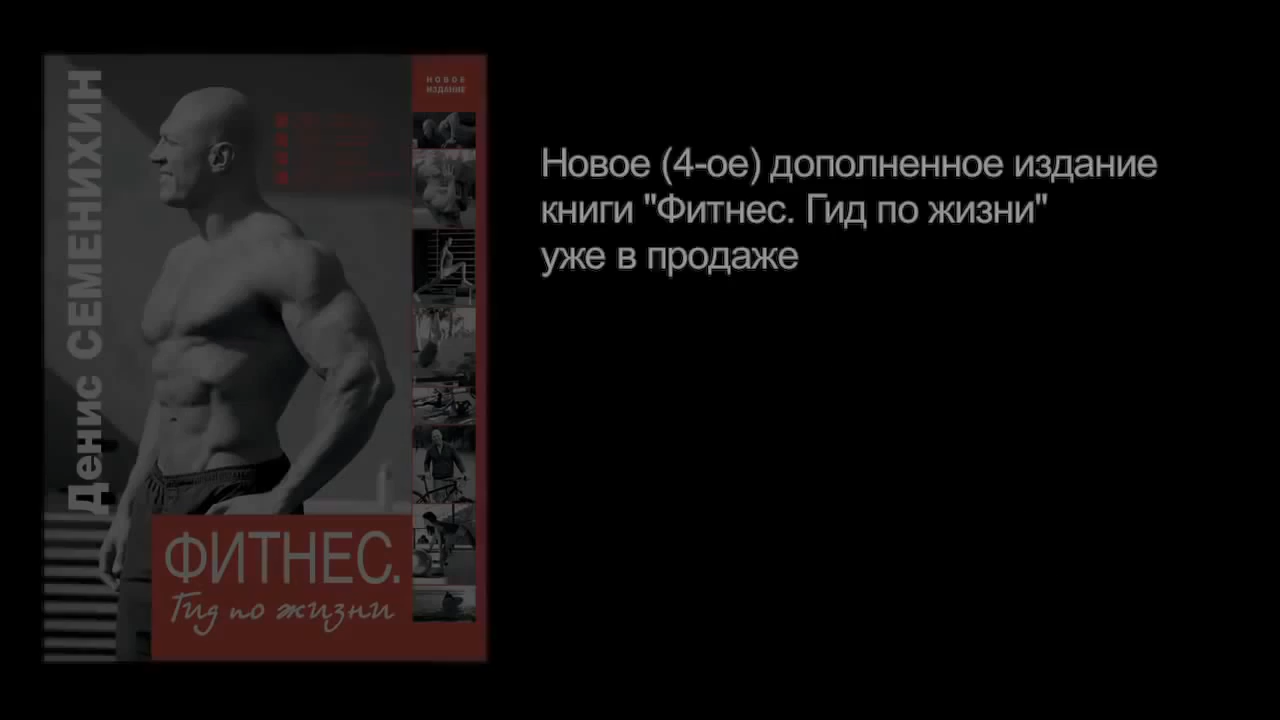 Денис СЕМЕНИХИН
НОВОЕ
ИЗДАНИЕ
ФИТНЕС.
Гид по жизни
Новое (4-ое) дополненное издание
книги "Фитнес. Гид по жизни"
уже в продаже